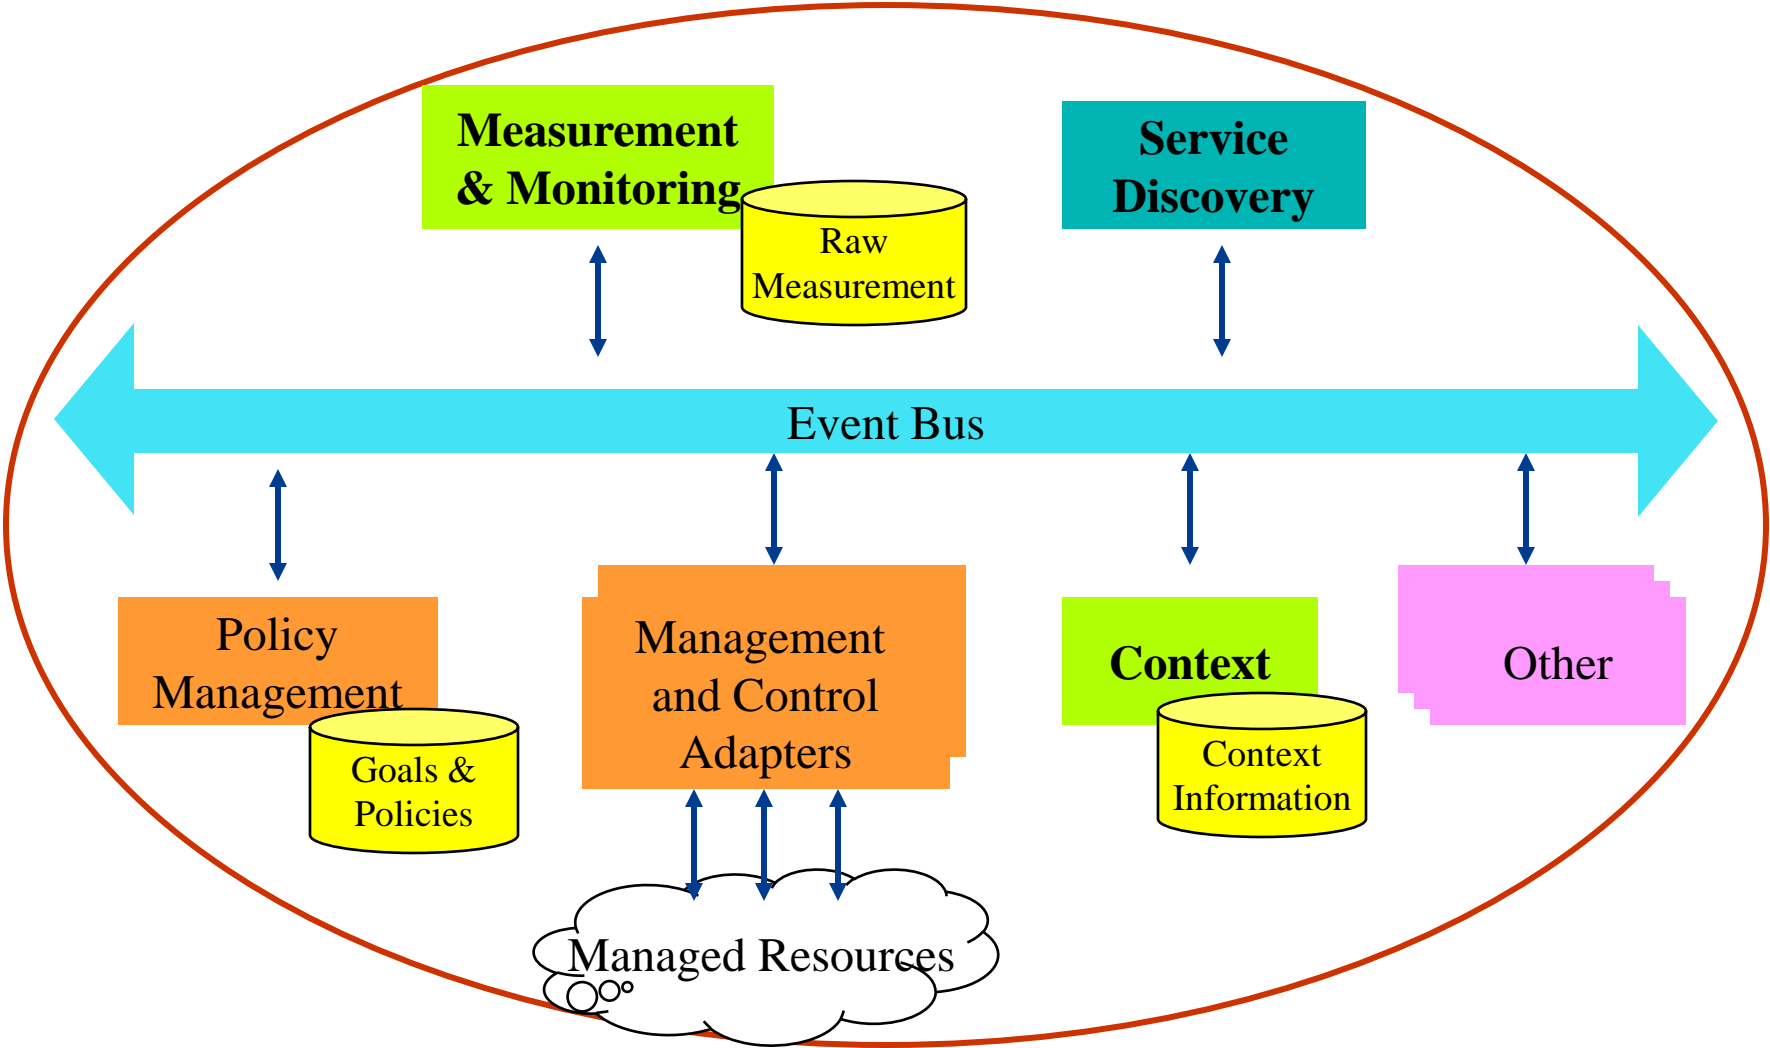 Measurement
& Monitoring
Service
Discovery
Raw
Measurement
Event Bus
Policy
Management
Goals &
Policies
Management
and Control
Adapters
Context
Context
Information
Other
Managed Resources